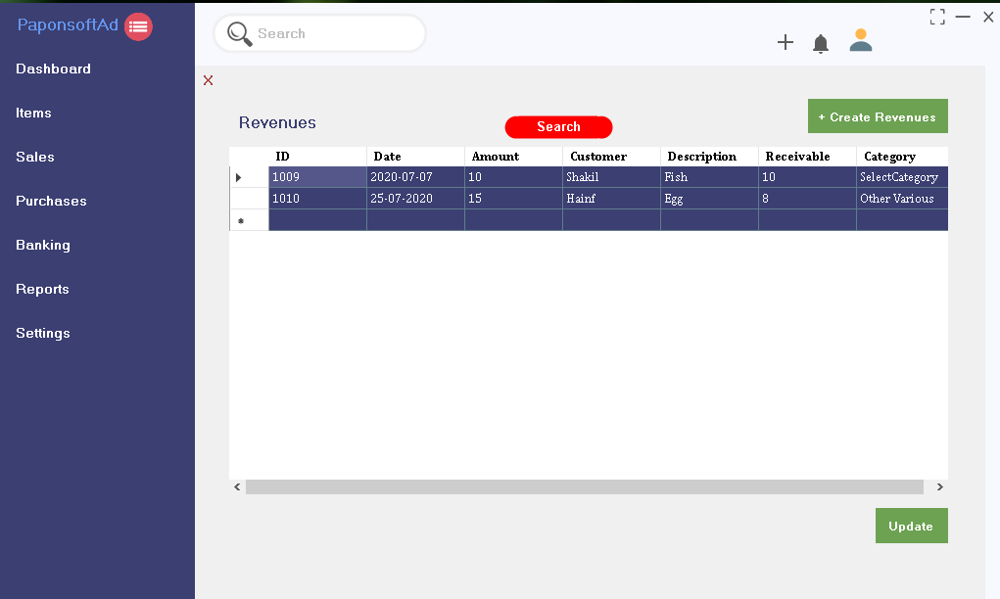 PaponsoftAd
Search
Dashboard
Items
Sales
Purchases
Banking
Reports
Settings
X
Revenues
Search
+ Create Revenues
ID Date Amount Customer Description Receivable Category
1009 2020-07-07 10 Shakil Fish 10 SelectCategory
1010 25-07-2020 15 Hainf Egg 8 Other Various
Update